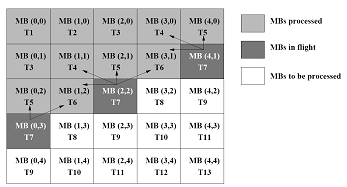 MB (0,0) MB (1,0) MB (2,0) MB (3,0) MB (4,0)
T1 T2 T3 T4 T5
MB (0,1) MB (1,1) MB (2,1) MB (3,1) MB (4,1)
T3 T4 T5 T6 T7
MB (0,2) MB (1,2) MB (2,2) MB (3,2) MB (4,2)
T5 T6 T7 T8 T9
MB (0,3) MB (1,3) MB (2,3) MB (3,3) MB (4,3)
T7 T8 T9 T10 T11
MB (0,4) MB (1,4) MB (2,4) MB (3,4) MB (4,4)
T9 T10 T11 T12 T13
MBs processed
MBs in flight
MBs to be processed